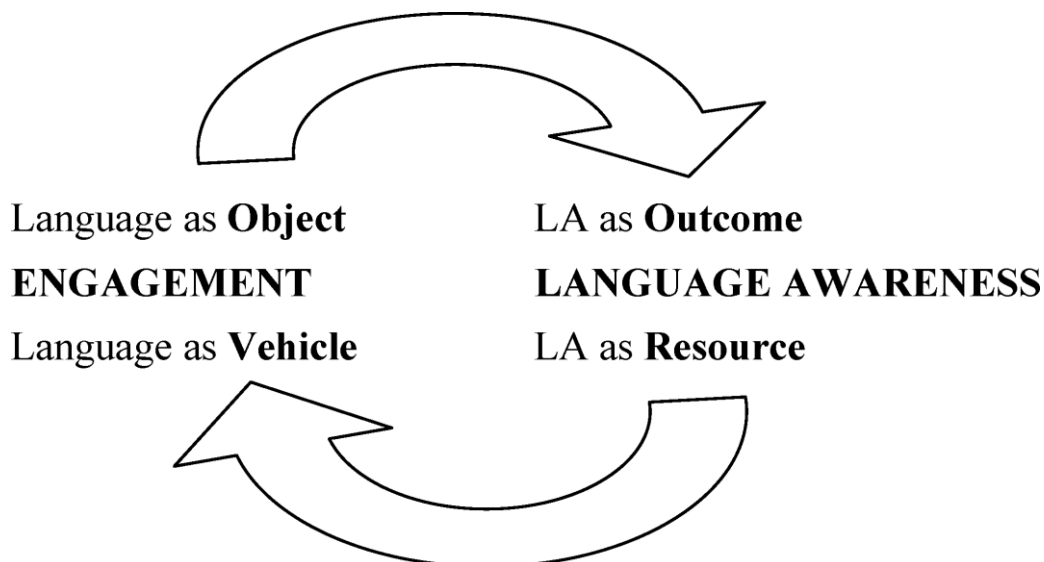 Language as Object
LA as Outcome
ENGAGEMENT
LANGUAGE AWARENESS
Language as Vehicle
LA as Resource